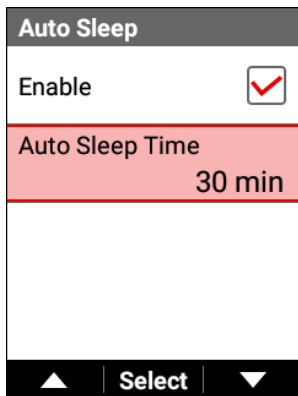 Auto Sleep
Enable
Auto Sleep Time
30 min
Select